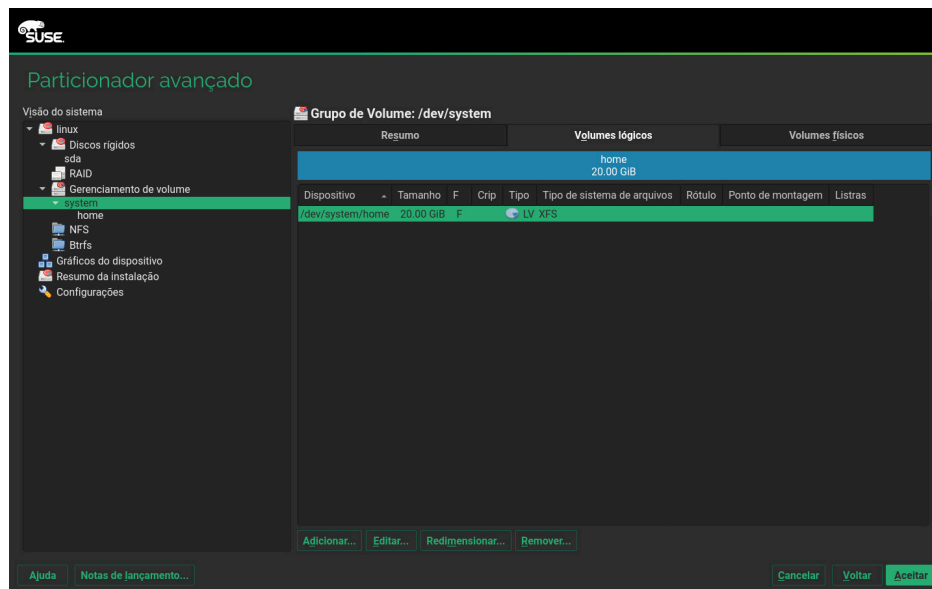 SUSE.
Particionador avançado
Visão do sistema
linux
Discos rígidos
sda
RAID
Gerenciamento de volume
system
home
NFS
Btrfs
Gráficos do dispositivo
Resumo da instalação
Configurações
Grupo de Volume: /dev/system
Resumo Volumes lógicos Volumes físicos
home
20.00 GiB
Dispositivo Tamanho F Crip Tipo Tipo de sistema de arquivos Rótulo Ponto de montagem Listras
/dev/system/home 20.00 GiB F LV XFS
Adicionar... Editar... Redimensionar... Remover...
Ajuda Notas de lançamento... Cancelar Voltar Aceitar